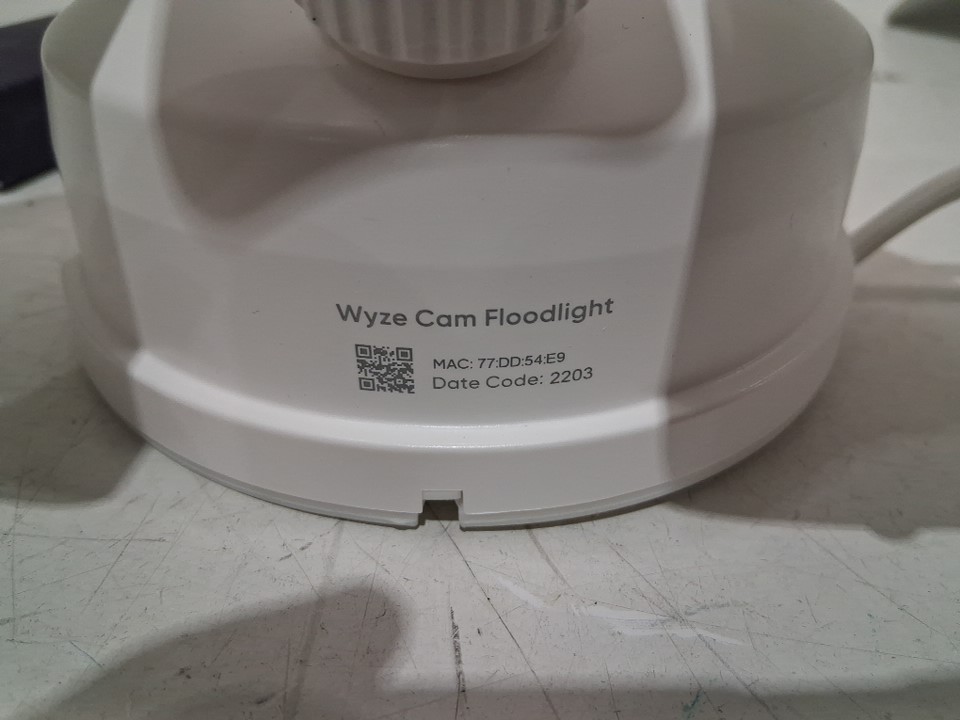 Wyze Cam Floodlight
MAC: 77:DD:54:E9
Date Code: 2203